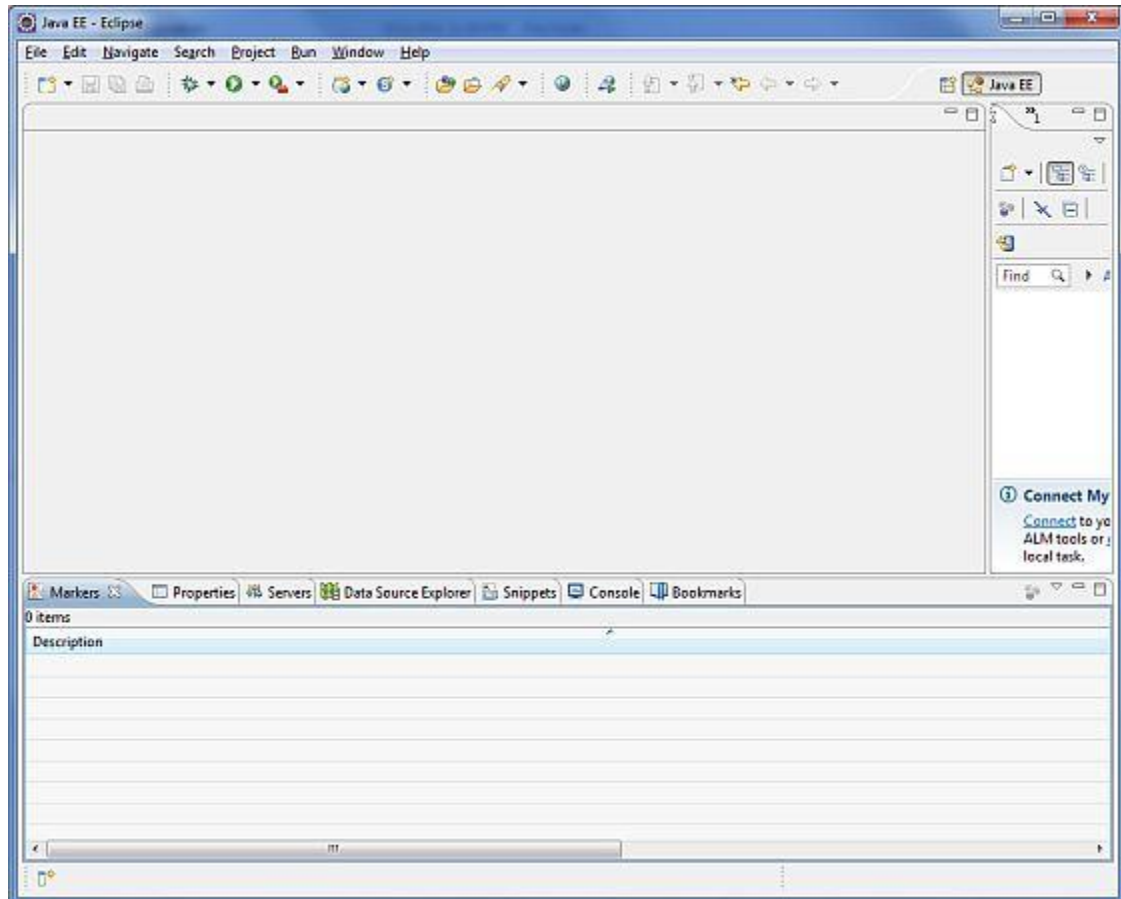 Java EE - Eclipse
File Edit Navigate Search Project Run Window Help
Java EE
1
Find
Connect My
Connect to yo
ALM tools or
local task.
Markers Properties Servers Data Source Explorer Snippets Console Bookmarks
0 items
Description